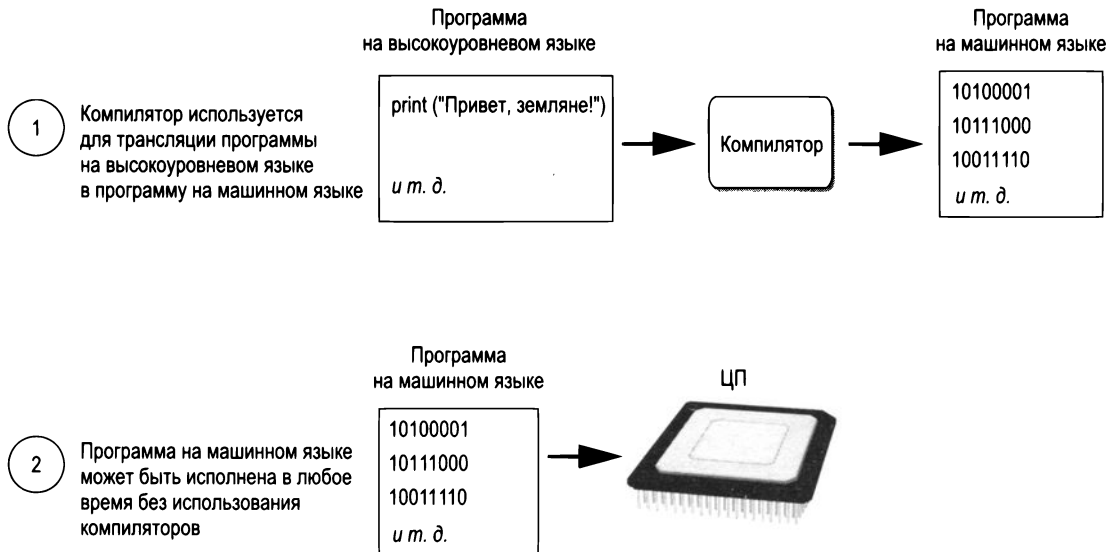 Программа
на высокоуровневом языке
Программа
на машинном языке
1
Компилятор используется
для трансляции программы
на высокоуровневом языке
в программу на машинном языке
print ("Привет, земляне!")
и т. д.
Компилятор
10100001
10111000
10011110
и т. д.
Программа
на машинном языке
ЦП
2
Программа на машинном языке
может быть исполнена в любое
время без использования
компиляторов
10100001
10111000
10011110
и т. д.